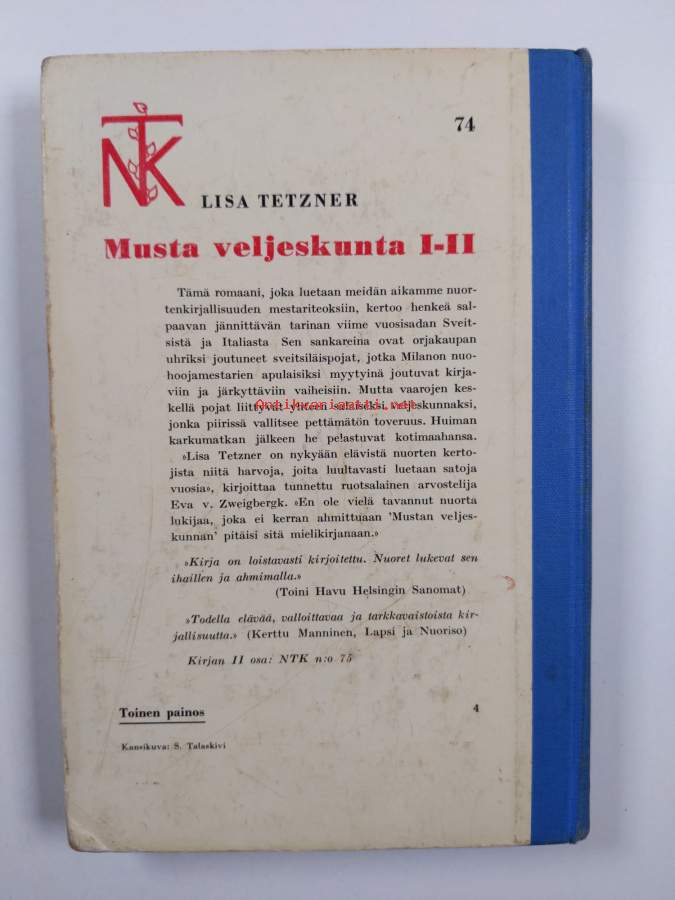 NTK
74
LISA TETZNER
Musta veljeskunta I-II
Tämä romaani, joka luetaan meidän aikamme nuor-
tenkirjallisuuden mestariteoksiin, kertoo henkeä sal-
paavan jännittävän tarinan viime vuosisadan Sveit-
sistä ja Italiasta Sen sankareina ovat orjakaupan
uhriksi joutuneet sveitsiläispojat, jotka Milanon nuo-
hoojamestarien apulaisiksi myytyinä joutuvat kirja-
viin ja järkyttäviin vaiheisiin. Mutta vaarojen kes-
kellä pojat liittyvät yhteen salaiseksi veljeskunnaksi,
Antikvariaatti.net
jonka piirissä vallitsee pettämätön toveruus. Huiman
karkumatkan jälkeen he pelastuvat kotimaahansa.
»Lisa Tetzner on nykyään elävistä nuorten kerto-
jista niitä harvoja, joita luultavasti luetaan satoja
vuosia», kirjoittaa tunnettu ruotsalainen arvostelija
Eva v. Zweigbergk. »En ole vielä tavannut nuorta
lukijaa, joka ei kerran ahmittuaan 'Mustan veljes-
kunnan' pitäisi sitä mielikirjanaan.»
»Kirja on loistavasti kirjoitettu. Nuoret lukevat sen
ihaillen ja ahmimalla.»
(Toini Havu Helsingin Sanomat)
»Todella elävää, valloittavaa ja tarkkavaistoista kir-
jallisuutta.» (Kerttu Manninen, Lapsi ja Nuoriso)
Kirjan II osa: NTK n:o 75
Toinen painos
4
Kansikuva: S. Talaskivi